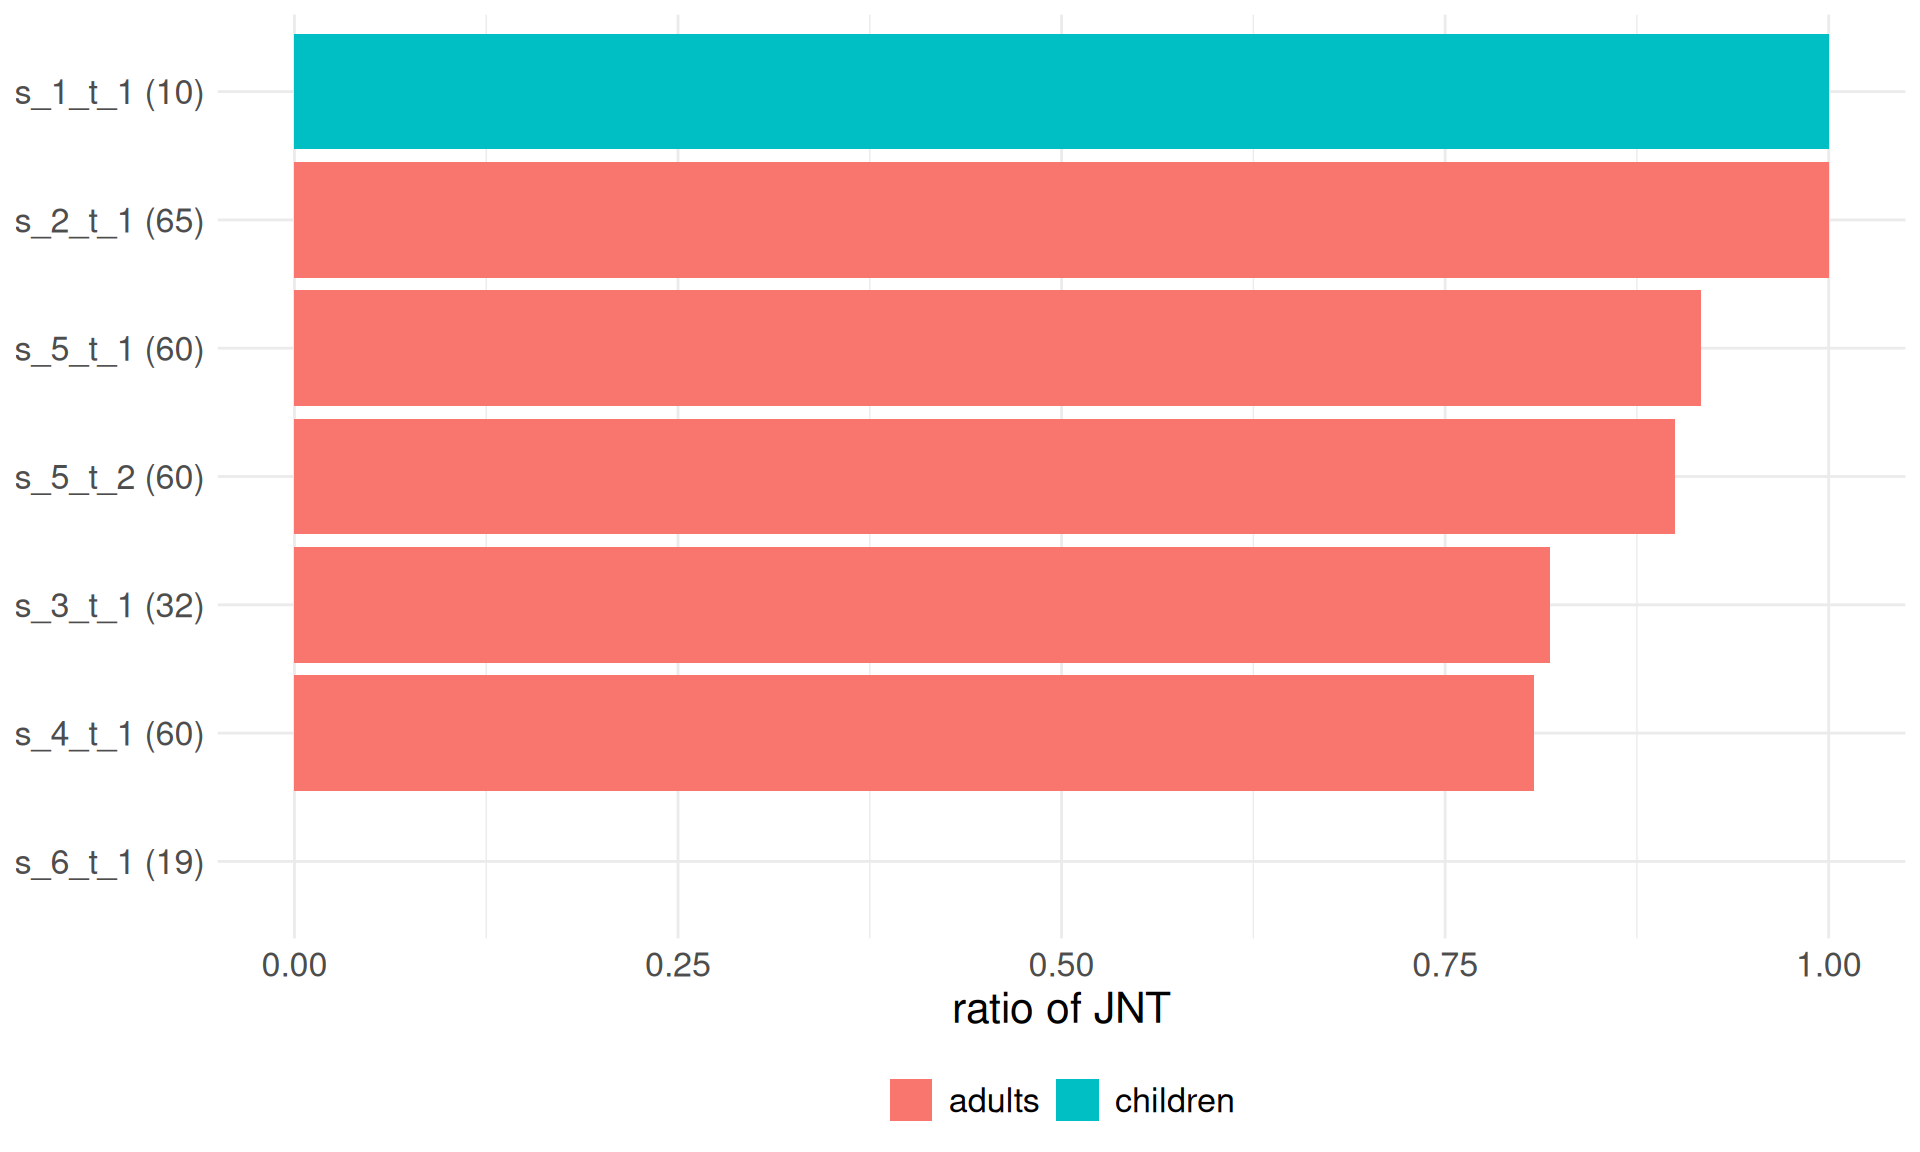 s_1_t_1 (10)
s_2_t_1 (65)
s_5_t_1 (60)
s_5_t_2 (60)
s_3_t_1 (32)
s_4_t_1 (60)
s_6_t_1 (19)
0.00 0.25 0.50 0.75 1.00
ratio of JNT
adults children